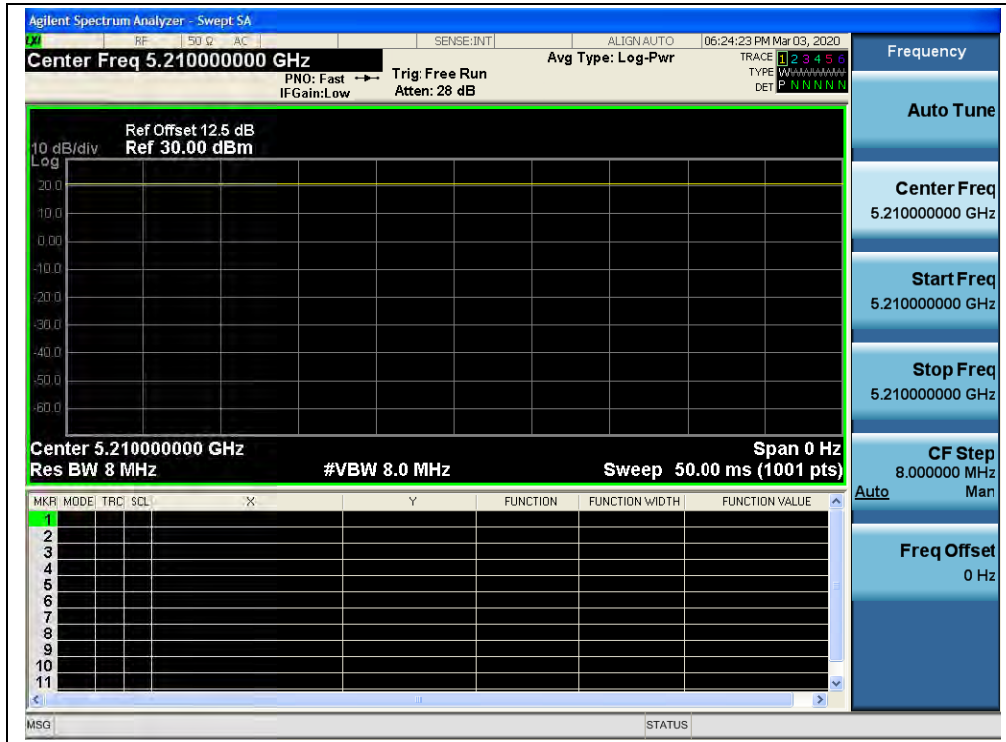 Agilent Spectrum Analyzer - Swept SA
LXI RF 50 Ω AC SENSE:INT ALIGN AUTO 06:24:23 PM Mar 03, 2020
Center Freq 5.210000000 GHz Avg Type: Log-Pwr TRACE 1 2 3 4 5 6
PNO: Fast Trig: Free Run TYPE WWWWWW
IFGain:Low Atten: 28 dB DET P N N N N N
Ref Offset 12.5 dB
10 dB/div Ref 30.00 dBm
Log
20.0
10.0
0.00
-10.0
-20.0
-30.0
-40.0
-50.0
-60.0
Center 5.210000000 GHz Span 0 Hz
Res BW 8 MHz #VBW 8.0 MHz Sweep 50.00 ms (1001 pts)
MKR MODE TRC SCL X Y FUNCTION FUNCTION WIDTH FUNCTION VALUE
1
2
3
4
5
6
7
8
9
10
11
MSG STATUS
Frequency
Auto Tune
Center Freq
5.210000000 GHz
Start Freq
5.210000000 GHz
Stop Freq
5.210000000 GHz
CF Step
8.000000 MHz
Auto Man
Freq Offset
0 Hz